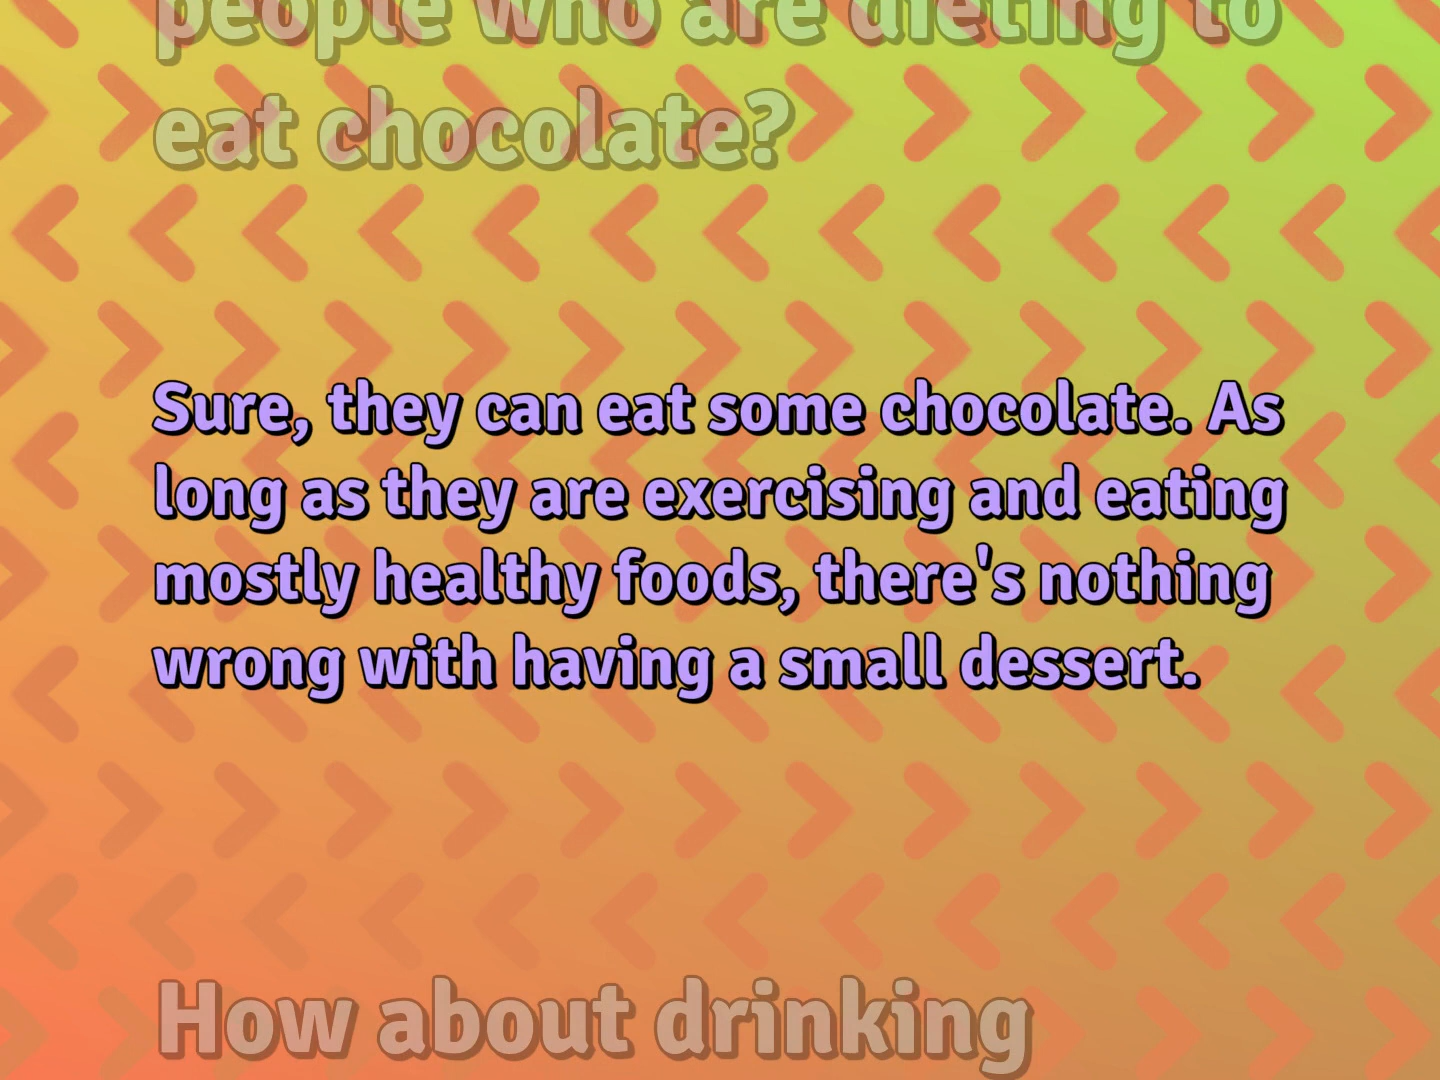 people who are dieting to
eat chocolate?
Sure, they can eat some chocolate. As
long as they are exercising and eating
mostly healthy foods, there's nothing
wrong with having a small dessert.
How about drinking